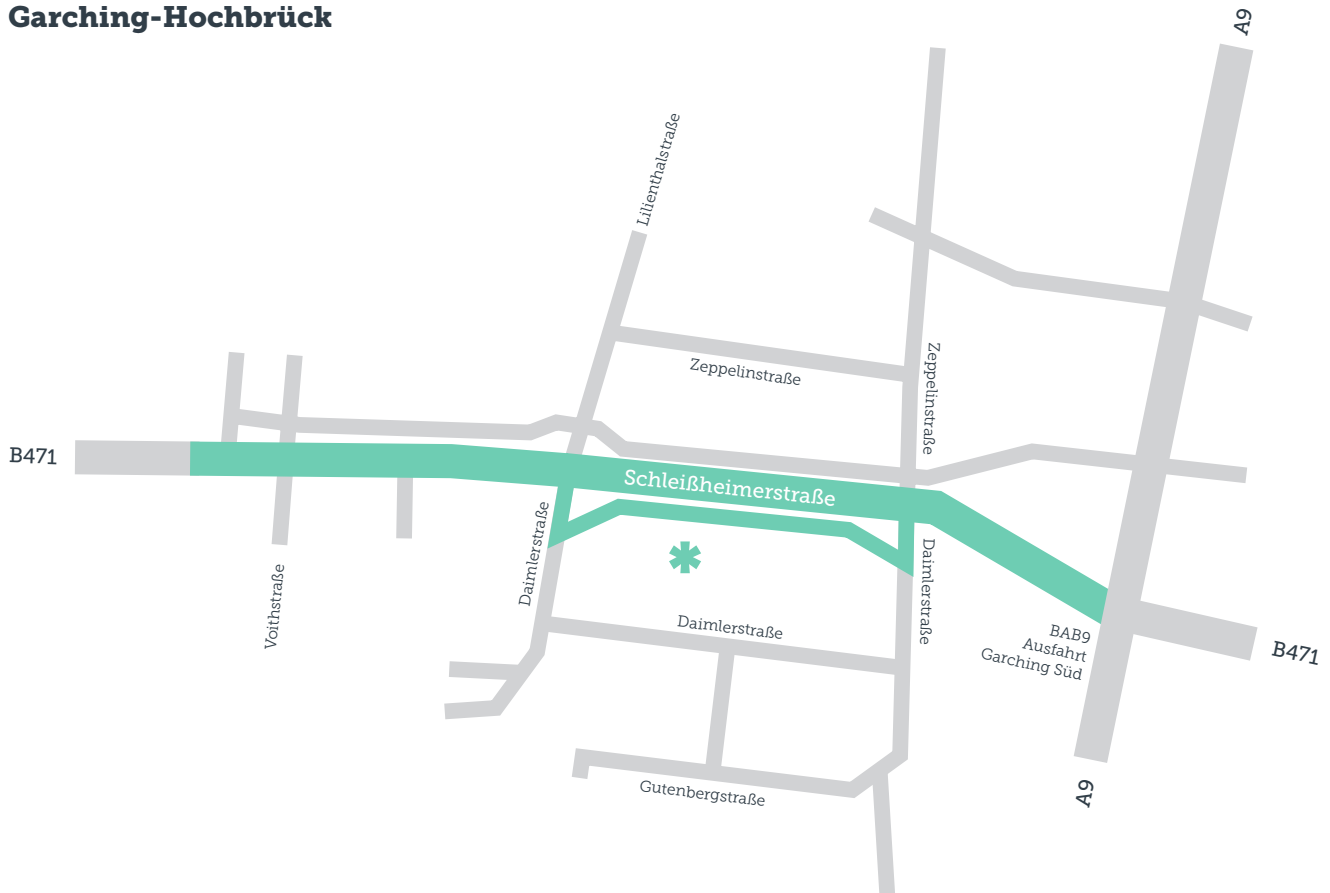 Garching-Hochbrück
A9
Lilienthalstraße
Zeppelinstraße
Zeppelinstraße
B471
Schleißheimerstraße
Daimlerstraße
Daimlerstraße
Voithstraße
Daimlerstraße
BAB9
Ausfahrt
Garching Süd
B471
Gutenbergstraße
A9